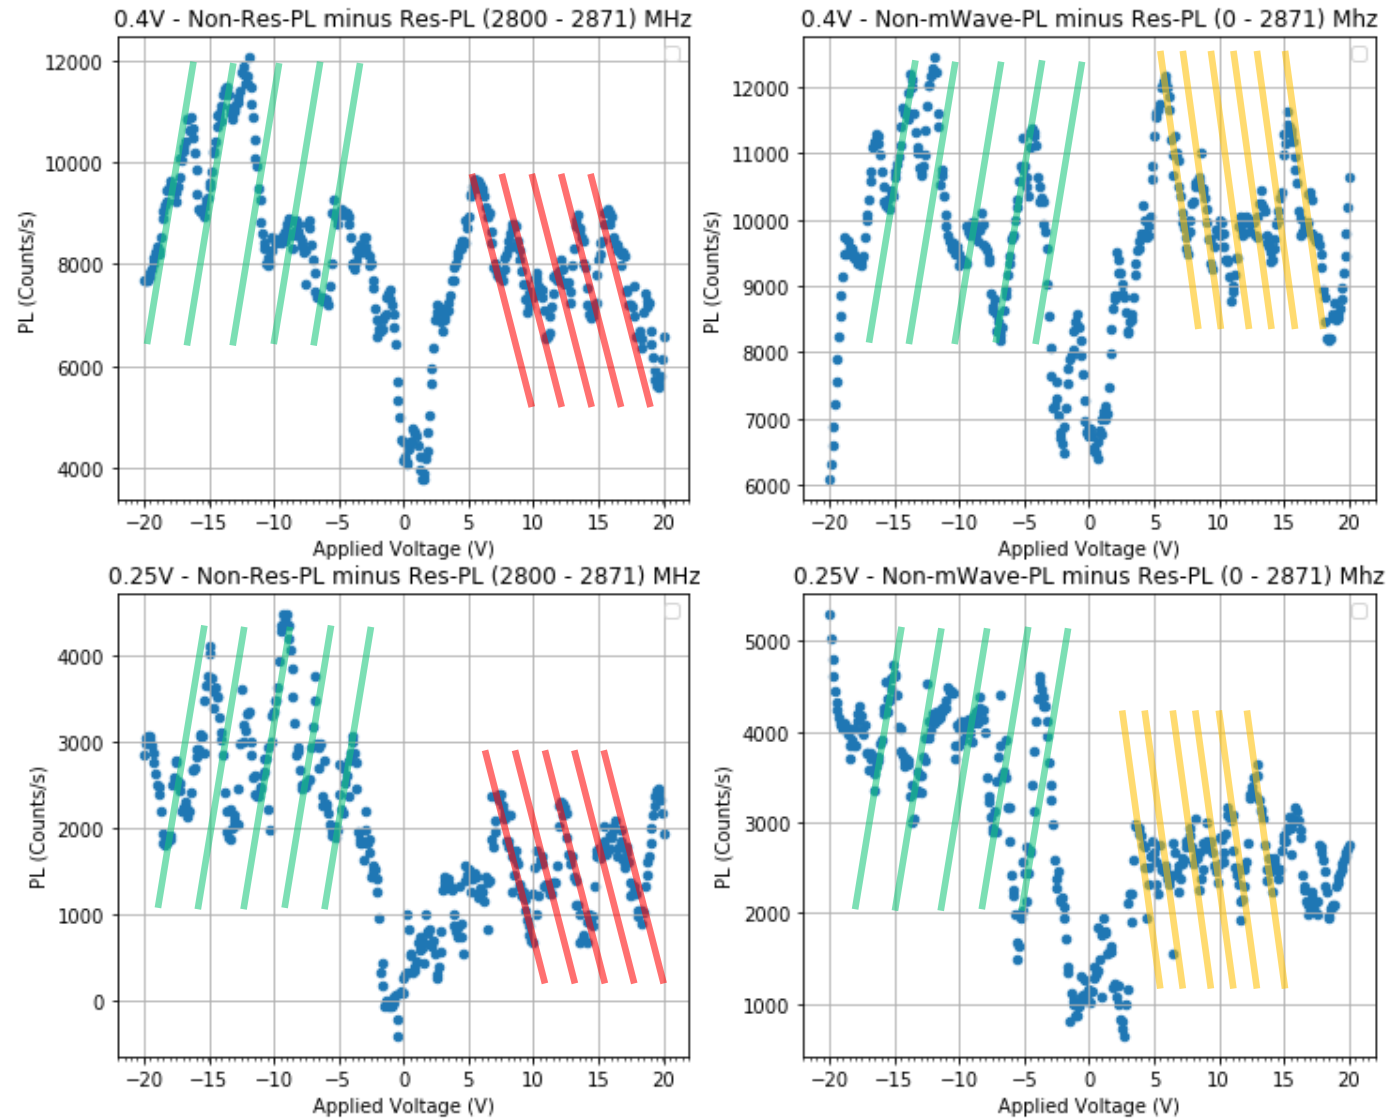 0.4V - Non-Res-PL minus Res-PL (2800 - 2871) MHz
12000
10000
8000
6000
4000
PL (Counts/s)
−20 −15 −10 −5 0 5 10 15 20
Applied Voltage (V)
0.4V - Non-mWave-PL minus Res-PL (0 - 2871) Mhz
12000
11000
10000
9000
8000
7000
6000
PL (Counts/s)
−20 −15 −10 −5 0 5 10 15 20
Applied Voltage (V)
0.25V - Non-Res-PL minus Res-PL (2800 - 2871) MHz
4000
3000
2000
1000
0
PL (Counts/s)
−20 −15 −10 −5 0 5 10 15 20
Applied Voltage (V)
0.25V - Non-mWave-PL minus Res-PL (0 - 2871) Mhz
5000
4000
3000
2000
1000
PL (Counts/s)
−20 −15 −10 −5 0 5 10 15 20
Applied Voltage (V)